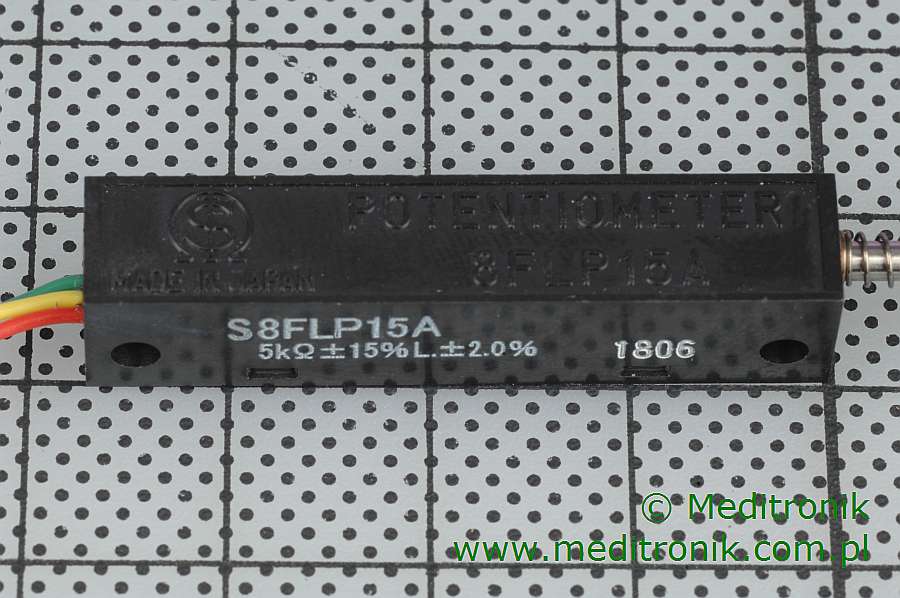 POTENTIOMETER
8FLP15A
MADE IN JAPAN
S8FLP15A
5kΩ±15%L.±2.0% 1806
© Meditronik
www.meditronik.com.pl